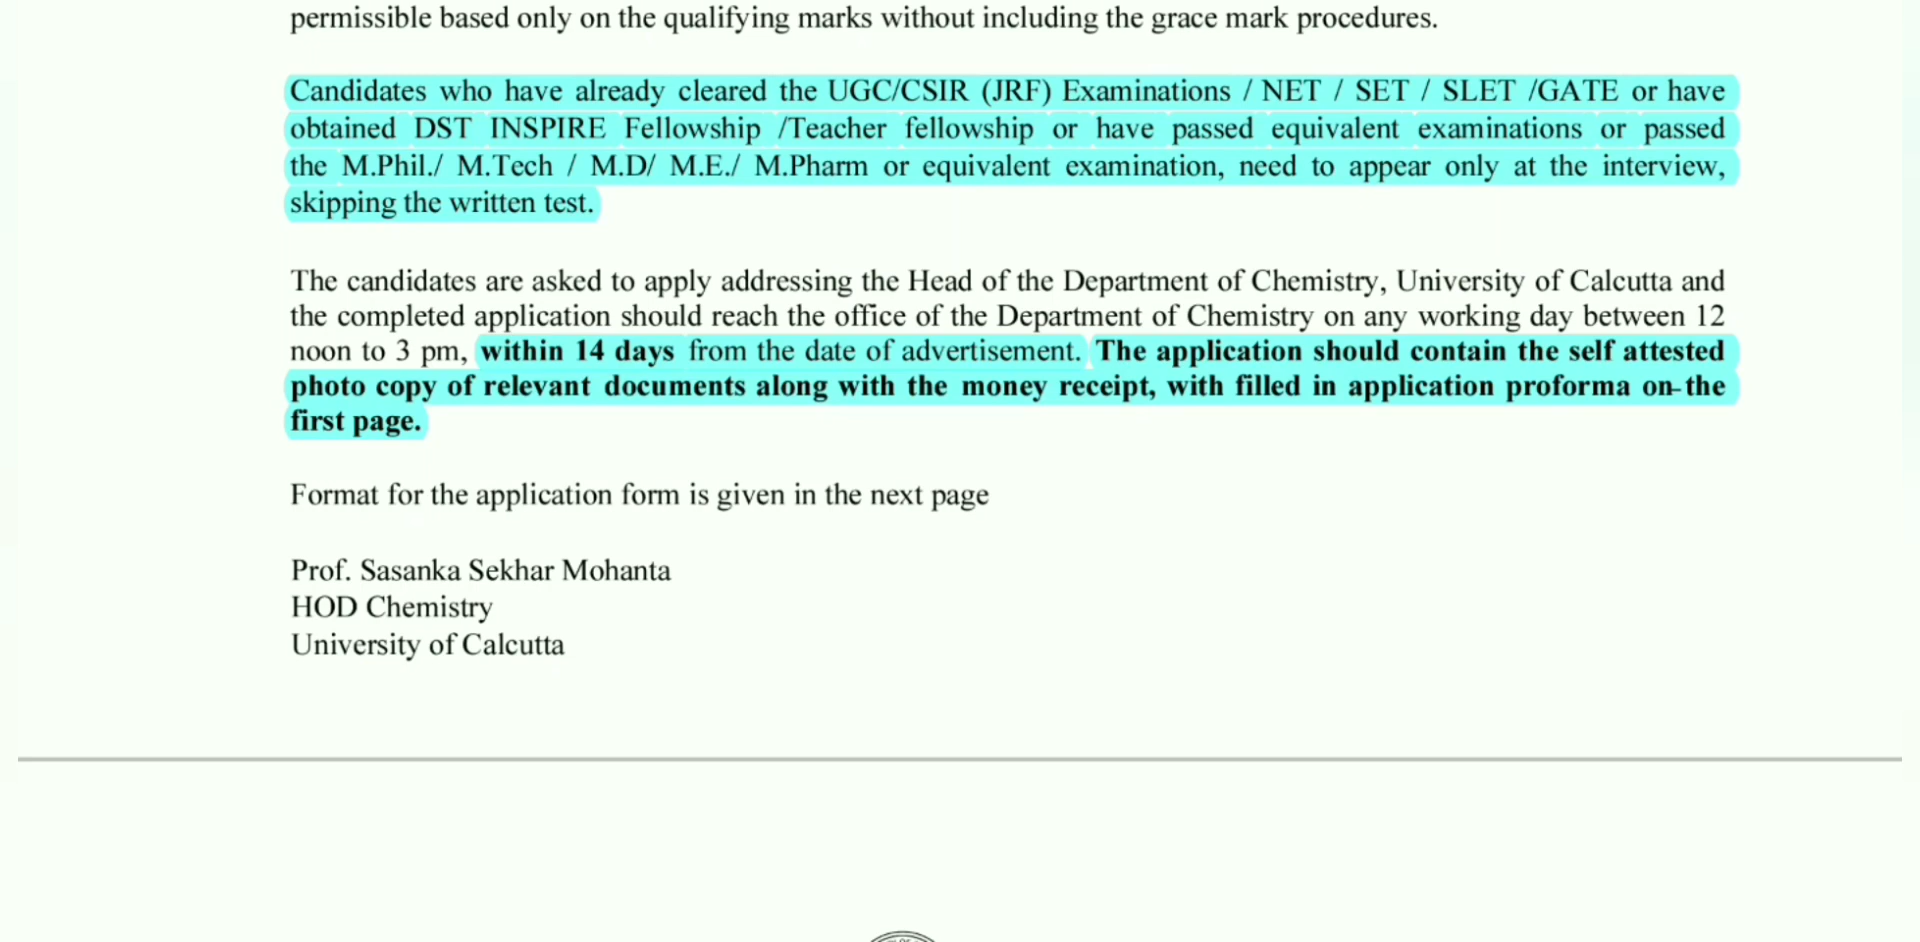 permissible based only on the qualifying marks without including the grace mark procedures.
Candidates who have already cleared the UGC/CSIR (JRF) Examinations / NET / SET / SLET /GATE or have
obtained DST INSPIRE Fellowship /Teacher fellowship or have passed equivalent examinations or passed
the M.Phil./ M.Tech / M.D/ M.E./ M.Pharm or equivalent examination, need to appear only at the interview,
skipping the written test.
The candidates are asked to apply addressing the Head of the Department of Chemistry, University of Calcutta and
the completed application should reach the office of the Department of Chemistry on any working day between 12
noon to 3 pm, within 14 days from the date of advertisement. The application should contain the self attested
photo copy of relevant documents along with the money receipt, with filled in application proforma on the
first page.
Format for the application form is given in the next page
Prof. Sasanka Sekhar Mohanta
HOD Chemistry
University of Calcutta